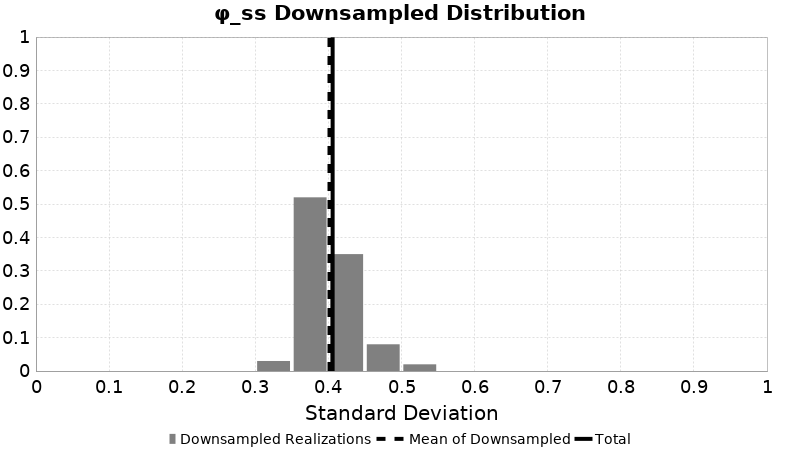 φ_ss Downsampled Distribution
1
0.9
0.8
0.7
0.6
0.5
0.4
0.3
0.2
0.1
0
0 0.1 0.2 0.3 0.4 0.5 0.6 0.7 0.8 0.9 1
Standard Deviation
Downsampled Realizations Mean of Downsampled Total